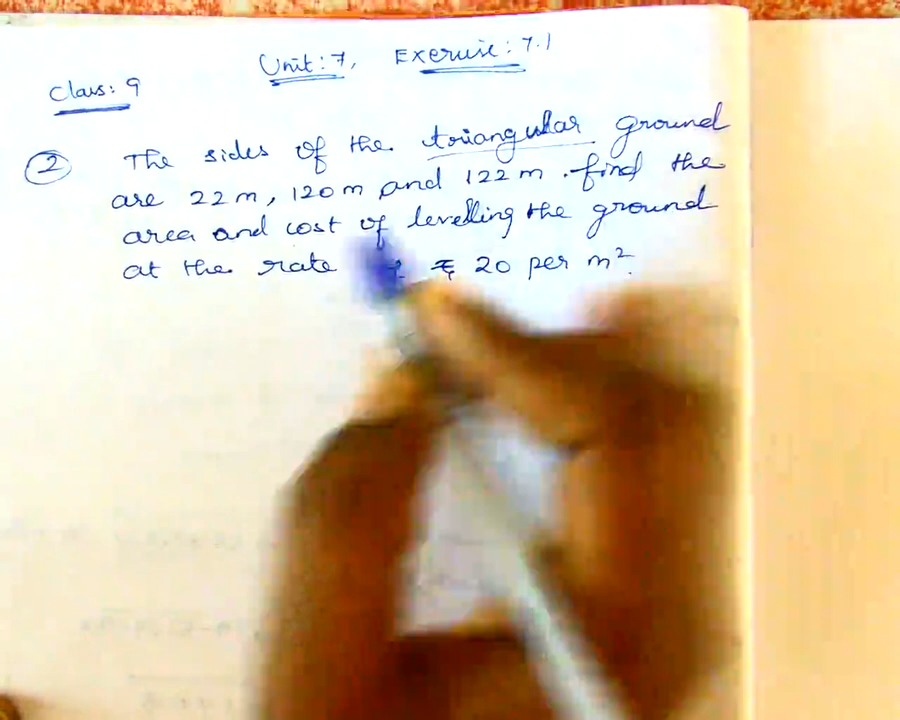 Unit: 7, Exercise: 7.1
Class: 9
2 The sides of the triangular ground
are 22 m, 120 m and 122 m. find the
area and cost of levelling the ground
at the rate ₹ 20 per m².